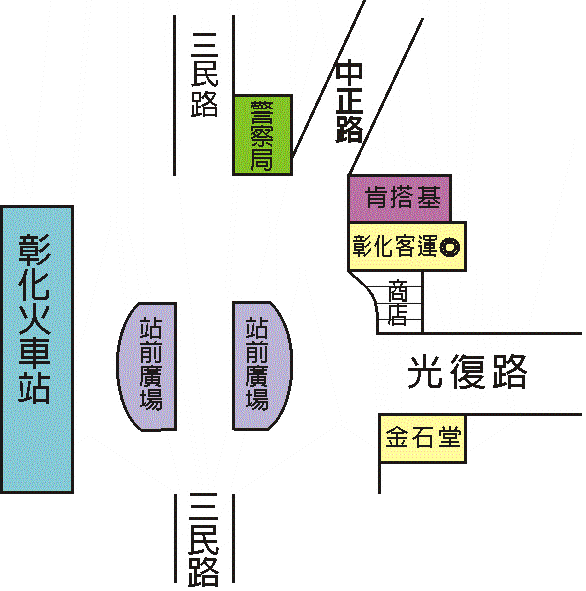 三民路
中正路
警察局
肯搭基
彰化客運
彰化火車站
商店
站前廣場
站前廣場
光復路
金石堂
三民路